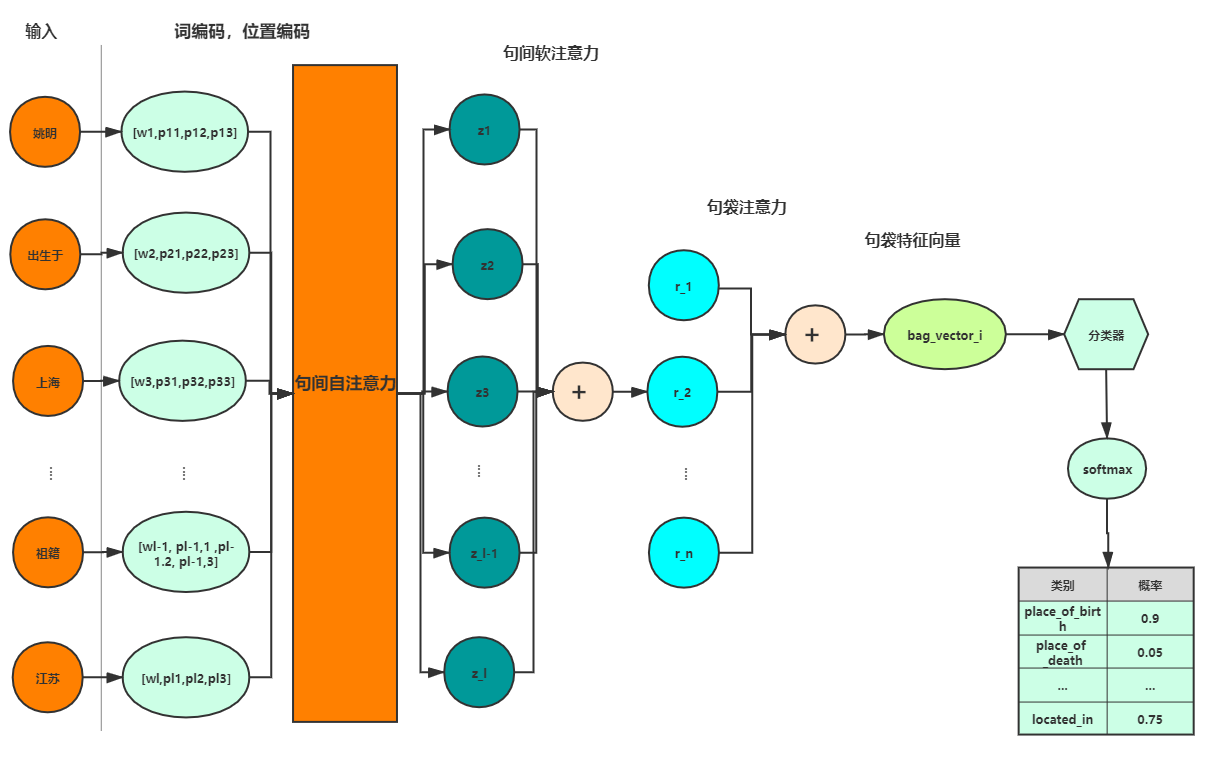 输入
词编码，位置编码
句间软注意力
句袋注意力
句袋特征向量
姚明
[w1,p11,p12,p13]
z1
出生于
[w2,p21,p22,p23]
z2
r_1
+
bag_vector_i
分类器
上海
[w3,p31,p32,p33]
句间自注意力
z3
+
r_2
⋮
⋮
⋮
⋮
softmax
祖籍
[wl-1, pl-1,1 ,pl-
1.2, pl-1,3]
z_l-1
r_n
江苏
[wl,pl1,pl2,pl3]
z_l
类别 概率
place_of_birt
h
0.9
place_of
_death
0.05
... ...
located_in 0.75